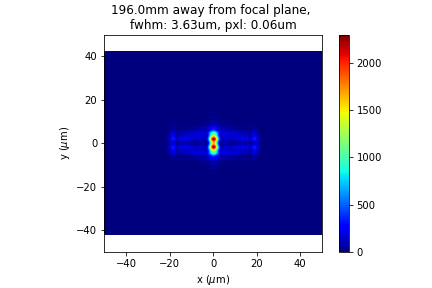 196.0mm away from focal plane,
fwhm: 3.63um, pxl: 0.06um
40
20
0
−20
−40
y (μm)
−40 −20 0 20 40
x (μm)
2000
1500
1000
500
0